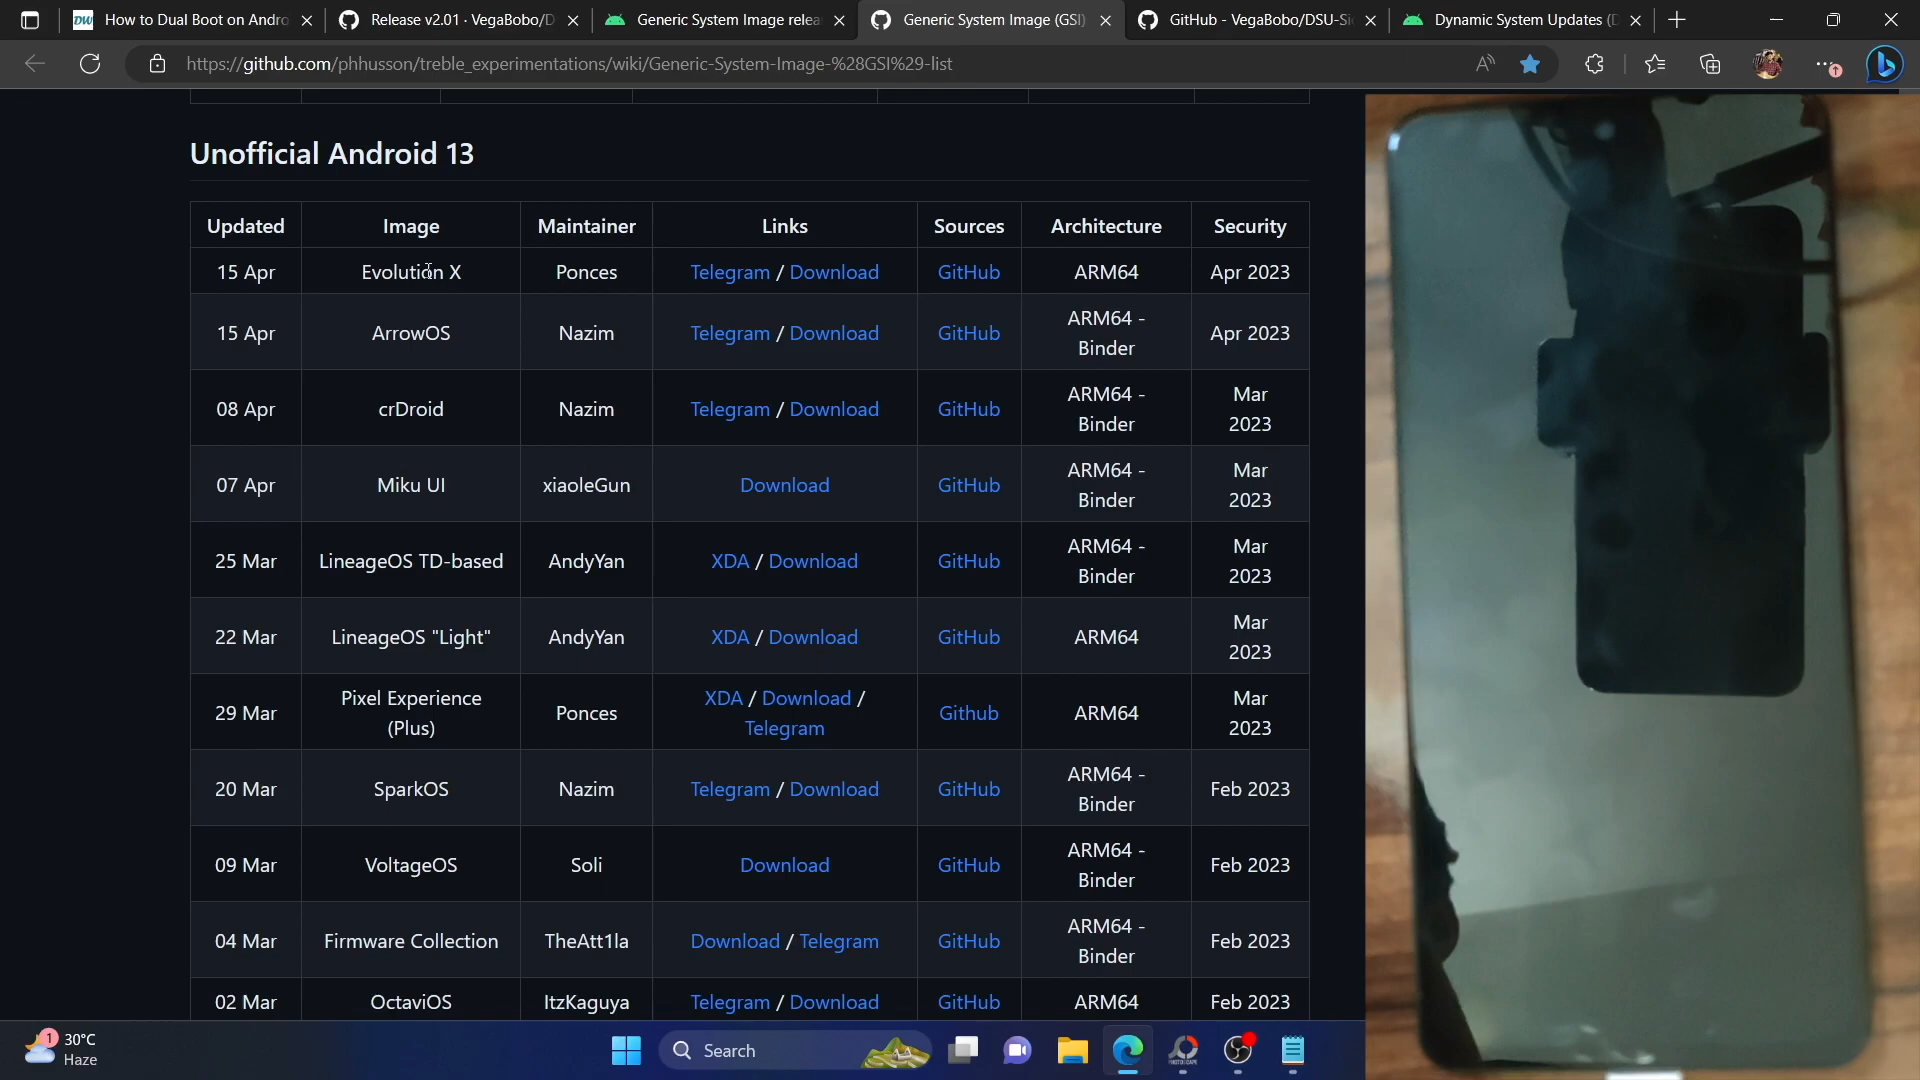 How to Dual Boot on Andro
Release v2.01 · VegaBobo/D
Generic System Image relea
Generic System Image (GSI)
GitHub - VegaBobo/DSU-Si
Dynamic System Updates (D
https://github.com/phhusson/treble_experimentations/wiki/Generic-System-Image-%28GSI%29-list
Unofficial Android 13
Updated Image Maintainer Links Sources Architecture Security
15 Apr Evolution X Ponces Telegram / Download GitHub ARM64 Apr 2023
15 Apr ArrowOS Nazim Telegram / Download GitHub ARM64 - Binder Apr 2023
08 Apr crDroid Nazim Telegram / Download GitHub ARM64 - Binder Mar 2023
07 Apr Miku UI xiaoleGun Download GitHub ARM64 - Binder Mar 2023
25 Mar LineageOS TD-based AndyYan XDA / Download GitHub ARM64 - Binder Mar 2023
22 Mar LineageOS "Light" AndyYan XDA / Download GitHub ARM64 Mar 2023
29 Mar Pixel Experience (Plus) Ponces XDA / Download / Telegram Github ARM64 Mar 2023
20 Mar SparkOS Nazim Telegram / Download GitHub ARM64 - Binder Feb 2023
09 Mar VoltageOS Soli Download GitHub ARM64 - Binder Feb 2023
04 Mar Firmware Collection TheAtt1la Download / Telegram GitHub ARM64 - Binder Feb 2023
02 Mar OctaviOS ItzKaguya Telegram / Download GitHub ARM64 Feb 2023
1
30°C
Haze
Search